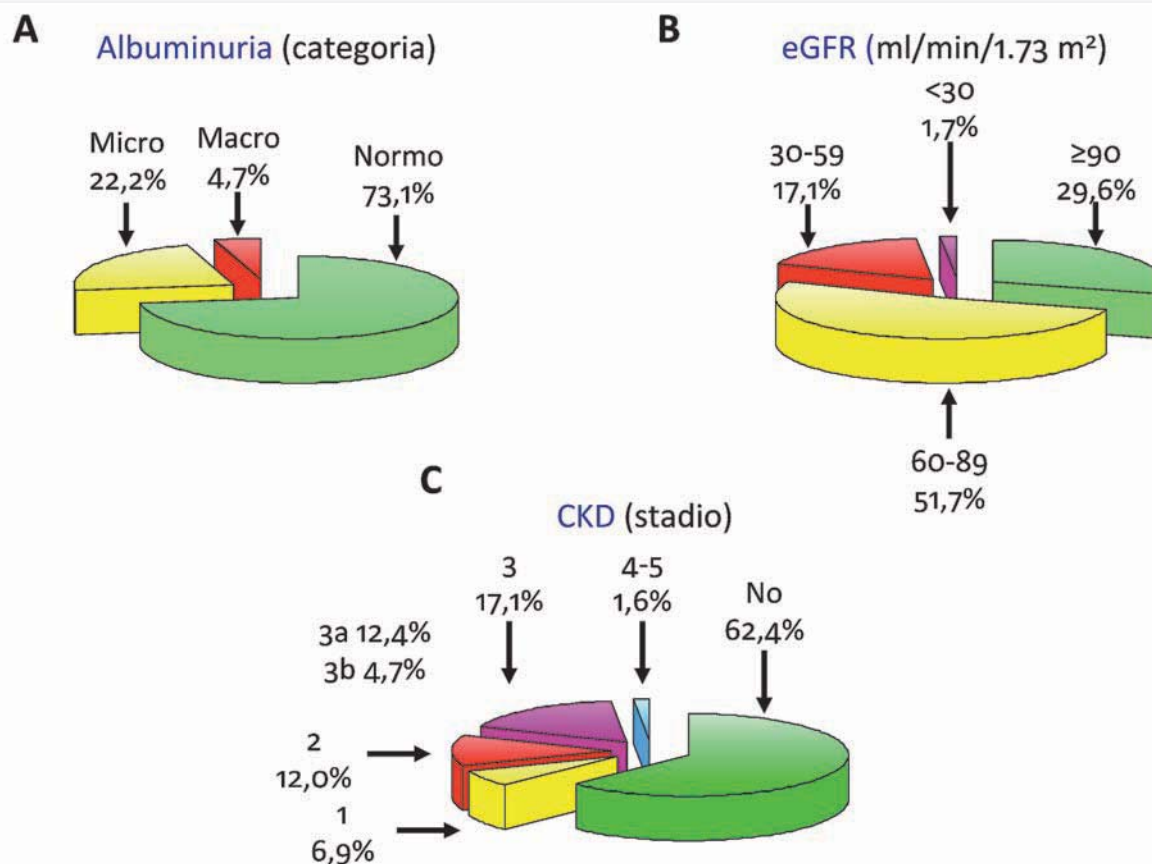 A
Albuminuria (categoria)
Micro
22,2%
Macro
4,7%
Normo
73,1%
B
eGFR (ml/min/1.73 m²)
<30
1,7%
30-59
17,1%
≥90
29,6%
60-89
51,7%
C
CKD (stadio)
3
17,1%
4-5
1,6%
No
62,4%
3a 12,4%
3b 4,7%
2
12,0%
1
6,9%